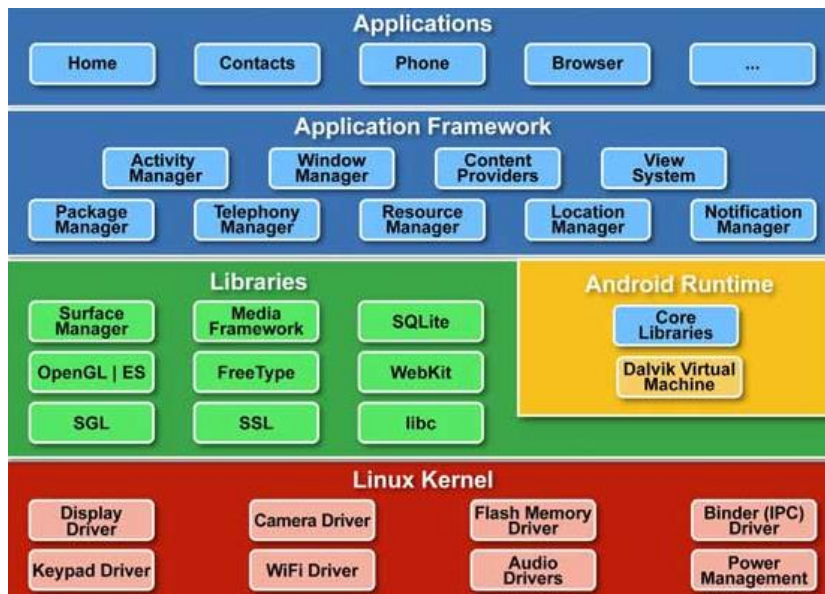 Applications
Home
Contacts
Phone
Browser
...
Application Framework
Activity
Manager
Window
Manager
Content
Providers
View
System
Package
Manager
Telephony
Manager
Resource
Manager
Location
Manager
Notification
Manager
Libraries
Surface
Manager
Media
Framework
SQLite
OpenGL | ES
FreeType
WebKit
SGL
SSL
libc
Android Runtime
Core
Libraries
Dalvik Virtual
Machine
Linux Kernel
Display
Driver
Camera Driver
Flash Memory
Driver
Binder (IPC)
Driver
Keypad Driver
WiFi Driver
Audio
Drivers
Power
Management